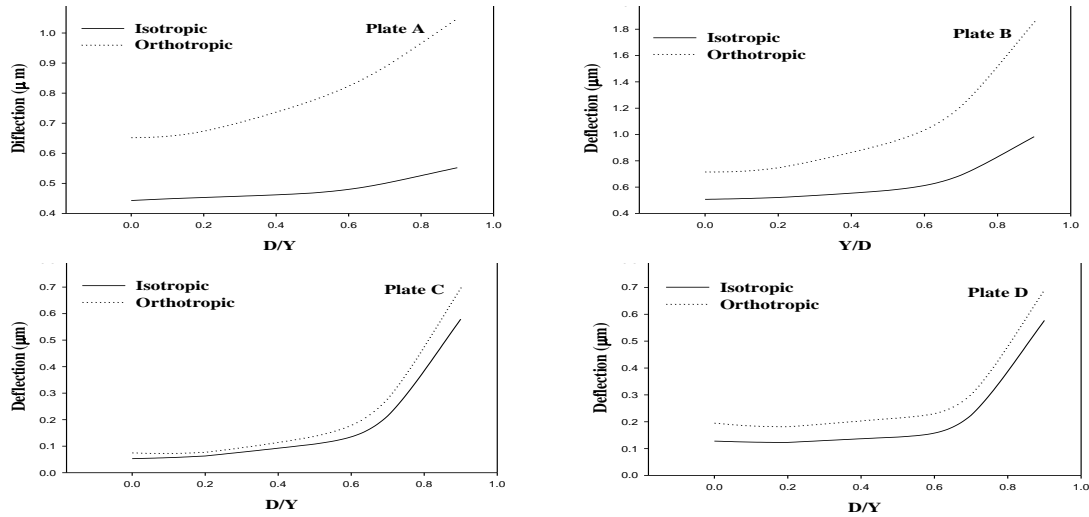 Isotropic
Orthotropic
Plate A
Diflection (μm)
1.0
0.9
0.8
0.7
0.6
0.5
0.4
0.0 0.2 0.4 0.6 0.8 1.0
D/Y
Isotropic
Orthotropic
Plate B
Deflection (μm)
1.8
1.6
1.4
1.2
1.0
0.8
0.6
0.4
0.0 0.2 0.4 0.6 0.8 1.0
Y/D
Isotropic
Orthotropic
Plate C
Deflection (μm)
0.7
0.6
0.5
0.4
0.3
0.2
0.1
0.0
0.0 0.2 0.4 0.6 0.8 1.0
D/Y
Isotropic
Orthotropic
Plate D
Deflection (μm)
0.7
0.6
0.5
0.4
0.3
0.2
0.1
0.0
0.0 0.2 0.4 0.6 0.8 1.0
D/Y